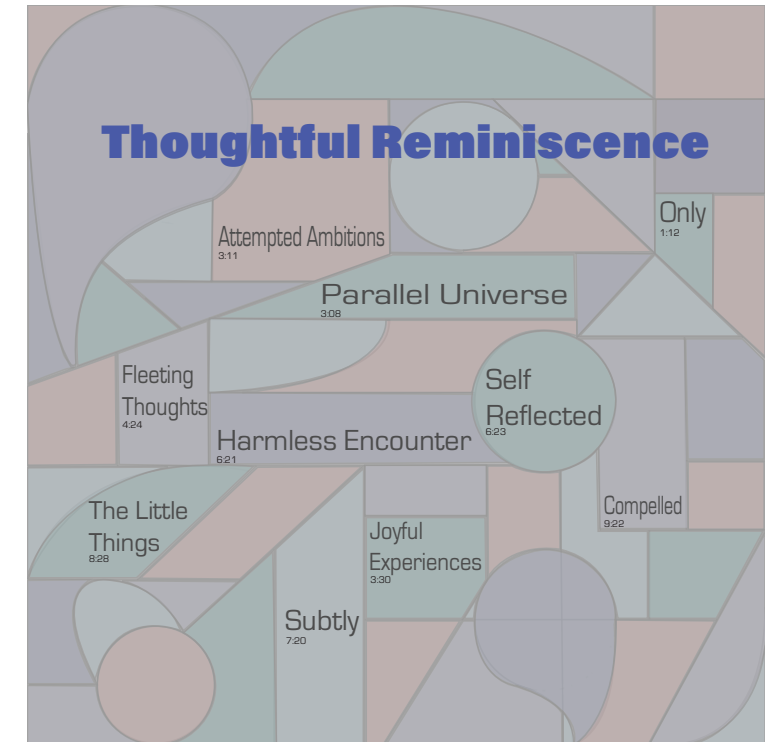 Thoughtful Reminiscence
Only
1:12
Attempted Ambitions
3:11
Parallel Universe
3:08
Fleeting
Thoughts
4:24
Self
Reflected
6:23
Harmless Encounter
6:21
Compelled
9:22
The Little
Things
8:28
Joyful
Experiences
3:30
Subtly
7:20